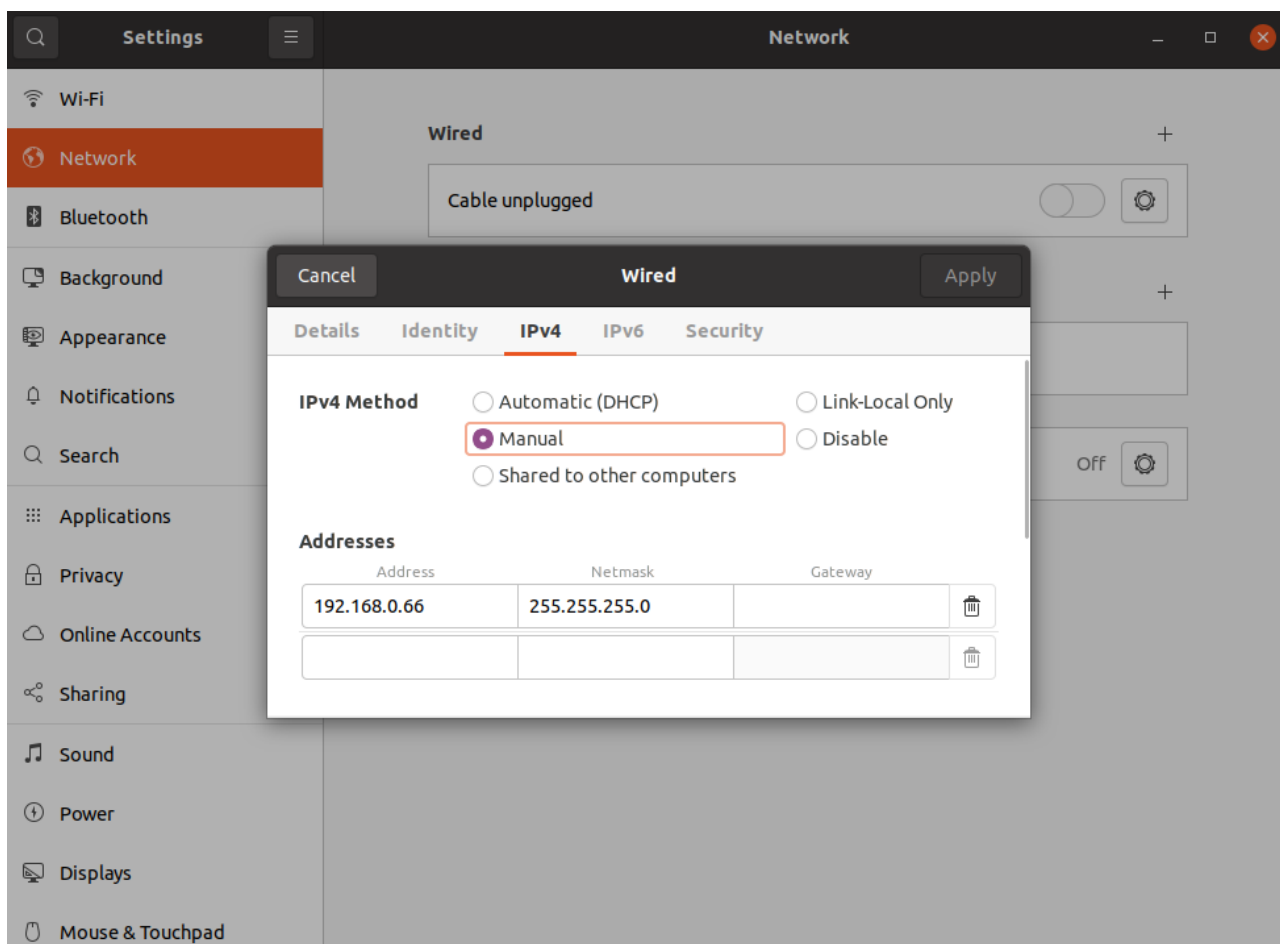 Settings
Network
Wi-Fi
Network
Bluetooth
Background
Appearance
Notifications
Search
Applications
Privacy
Online Accounts
Sharing
Sound
Power
Displays
Mouse & Touchpad
Wired
Cable unplugged
Off
Cancel
Wired
Apply
Details Identity IPv4 IPv6 Security
IPv4 Method
Automatic (DHCP)
Link-Local Only
Manual
Disable
Shared to other computers
Addresses
Address Netmask Gateway
192.168.0.66 255.255.255.0